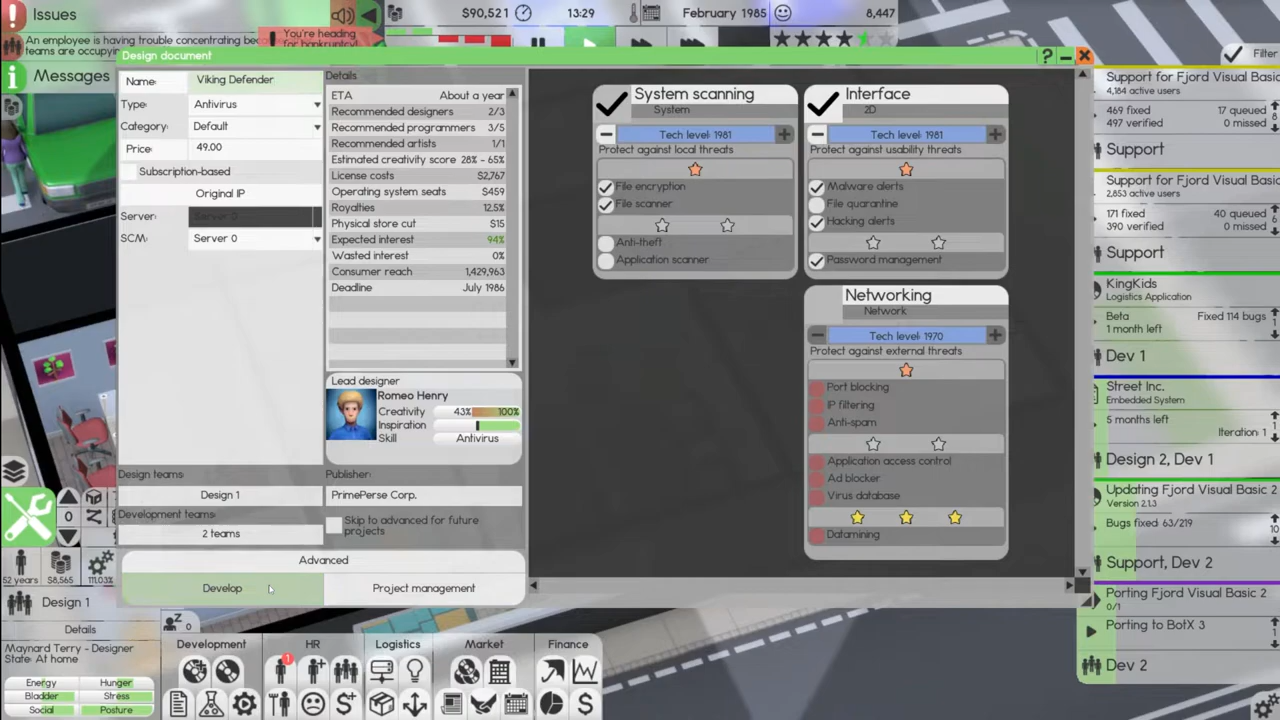 Issues
$90,521
13:29
February 1985
8,447
An employee is having trouble concentrating bec
teams are occupying
You're heading
for bankruptcy!
Filter
Messages
Design document
?
Name:
Viking Defender
Type:
Antivirus
Category:
Default
Price:
49.00
Subscription-based
Original IP
Server:
Server 0
SCM:
Server 0
Details
ETA About a year
Recommended designers 2/3
Recommended programmers 3/5
Recommended artists 1/1
Estimated creativity score 28% - 65%
License costs $2,767
Operating system seats $459
Royalties 12.5%
Physical store cut $15
Expected interest 94%
Wasted interest 0%
Consumer reach 1,429,963
Deadline July 1986
Lead designer
Romeo Henry
Creativity 43% 100%
Inspiration
Skill Antivirus
Design teams:
Design 1
Development teams:
2 teams
Publisher:
PrimePerse Corp.
Skip to advanced for future
projects
Advanced
Develop
Project management
System scanning
System
Tech level: 1981
Protect against local threats
File encryption
File scanner
Anti-theft
Application scanner
Interface
2D
Tech level: 1981
Protect against usability threats
Malware alerts
File quarantine
Hacking alerts
Password management
Networking
Network
Tech level: 1970
Protect against external threats
Port blocking
IP filtering
Anti-spam
Application access control
Ad blocker
Virus database
Datamining
Support for Fjord Visual Basic 2
4,184 active users
469 fixed 17 queued
497 verified 0 missed
Support
Support for Fjord Visual Basic
2,853 active users
171 fixed 40 queued
390 verified 0 missed
Support
KingKids
Logistics Application
Beta Fixed 114 bugs
1 month left
Dev 1
Street Inc.
Embedded System
5 months left
Iteration 1
Design 2, Dev 1
Updating Fjord Visual Basic 2
Version 2.1.3
Bugs fixed: 63/219
Support, Dev 2
Porting Fjord Visual Basic 2
0/1
Porting to BotX 3
Dev 2
0
52 years
$8,565
111.03%
Design 1
Details
Maynard Terry - Designer
State: At home
Energy Hunger
Bladder Stress
Social Posture
Z
0
Development
HR
Logistics
Market
Finance
1